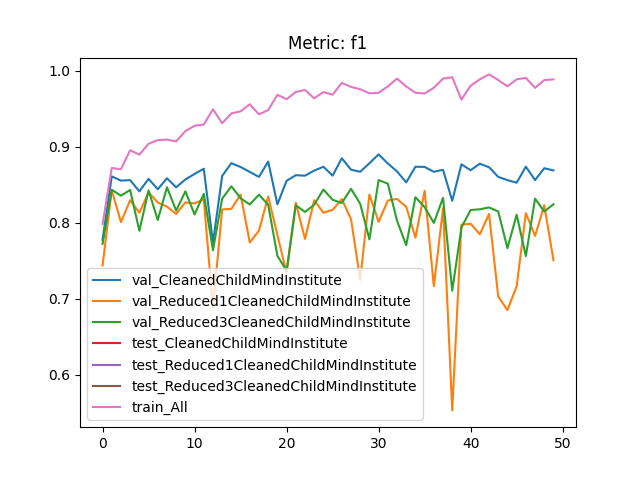 Metric: f1
1.0
0.9
0.8
0.7
0.6
val_CleanedChildMindInstitute
val_Reduced1CleanedChildMindInstitute
val_Reduced3CleanedChildMindInstitute
test_CleanedChildMindInstitute
test_Reduced1CleanedChildMindInstitute
test_Reduced3CleanedChildMindInstitute
train_All
0 10 20 30 40 50